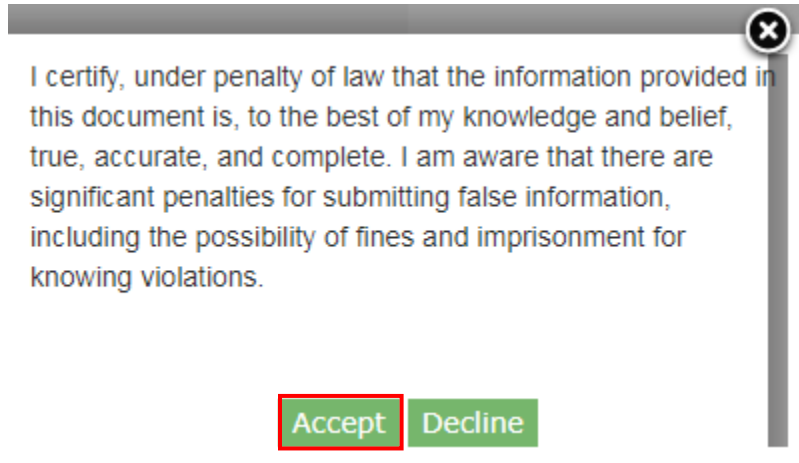 I certify, under penalty of law that the information provided in
this document is, to the best of my knowledge and belief,
true, accurate, and complete. I am aware that there are
significant penalties for submitting false information,
including the possibility of fines and imprisonment for
knowing violations.
Accept Decline